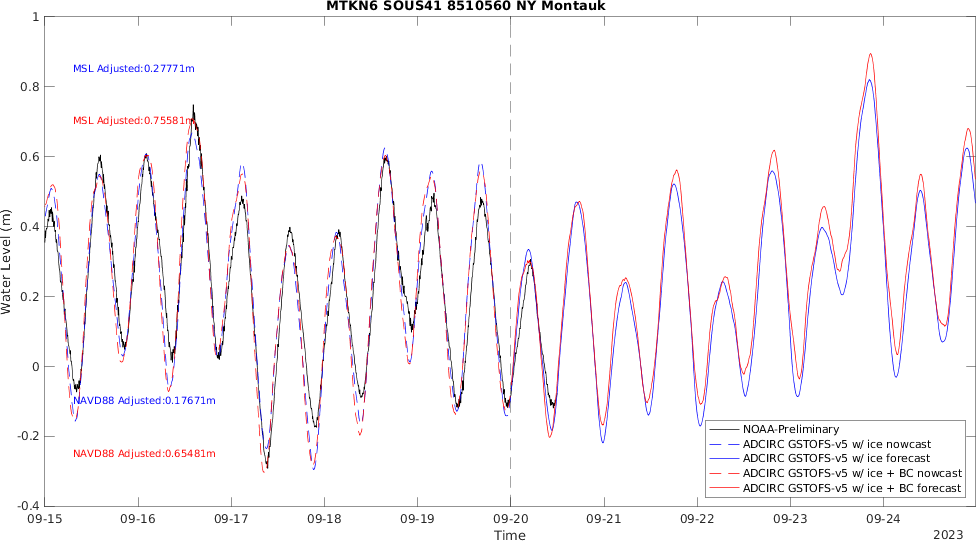 MTKN6 SOUS41 8510560 NY Montauk
1
0.8
0.6
0.4
0.2
0
-0.2
-0.4
Water Level (m)
MSL Adjusted:0.27771m
MSL Adjusted:0.75581m
NAVD88 Adjusted:0.17671m
NAVD88 Adjusted:0.65481m
NOAA-Preliminary
ADCIRC GSTOFS-v5 w/ ice nowcast
ADCIRC GSTOFS-v5 w/ ice forecast
ADCIRC GSTOFS-v5 w/ ice + BC nowcast
ADCIRC GSTOFS-v5 w/ ice + BC forecast
09-15 09-16 09-17 09-18 09-19 09-20 09-21 09-22 09-23 09-24
Time
2023